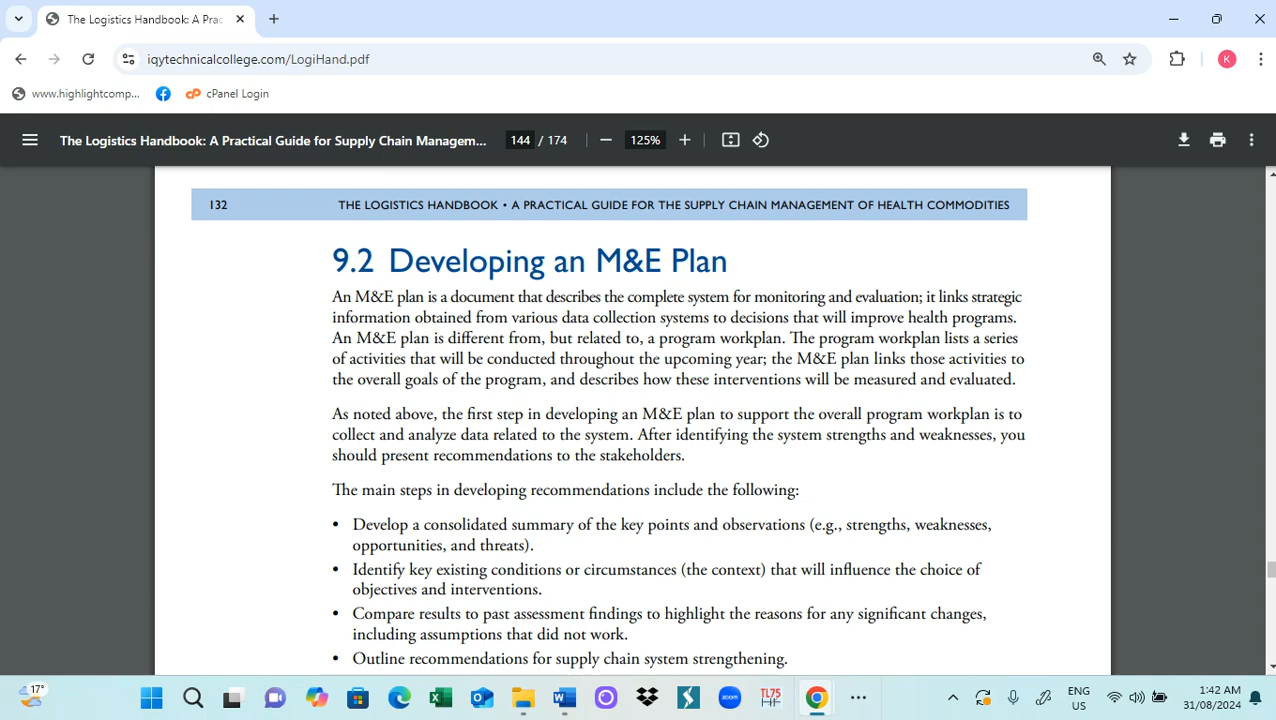 The Logistics Handbook: A Prac
iqytechnicalcollege.com/LogiHand.pdf
K
www.highlightcomp...
cPanel Login
The Logistics Handbook: A Practical Guide for Supply Chain Managem...
144 / 174
125%
132
THE LOGISTICS HANDBOOK • A PRACTICAL GUIDE FOR THE SUPPLY CHAIN MANAGEMENT OF HEALTH COMMODITIES
9.2 Developing an M&E Plan
An M&E plan is a document that describes the complete system for monitoring and evaluation; it links strategic
information obtained from various data collection systems to decisions that will improve health programs.
An M&E plan is different from, but related to, a program workplan. The program workplan lists a series
of activities that will be conducted throughout the upcoming year; the M&E plan links those activities to
the overall goals of the program, and describes how these interventions will be measured and evaluated.
As noted above, the first step in developing an M&E plan to support the overall program workplan is to
collect and analyze data related to the system. After identifying the system strengths and weaknesses, you
should present recommendations to the stakeholders.
The main steps in developing recommendations include the following:
• Develop a consolidated summary of the key points and observations (e.g., strengths, weaknesses,
opportunities, and threats).
• Identify key existing conditions or circumstances (the context) that will influence the choice of
objectives and interventions.
• Compare results to past assessment findings to highlight the reasons for any significant changes,
including assumptions that did not work.
• Outline recommendations for supply chain system strengthening.
17°
zoom
TL75
ENG
US
1:42 AM
31/08/2024